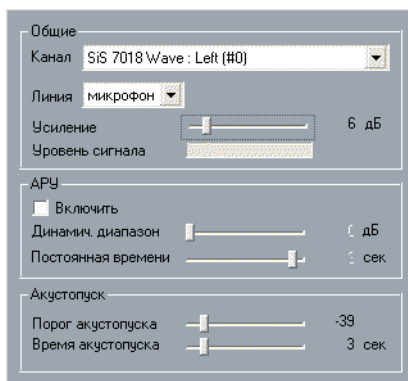 Общие
Канал SiS 7018 Wave : Left (#0)
Линия микрофон
Усиление 6 дБ
Уровень сигнала
АРУ
Включить
Динамич. диапазон дБ
Постоянная времени сек
Акустопуск
Порог акустопуска -39
Время акустопуска 3 сек